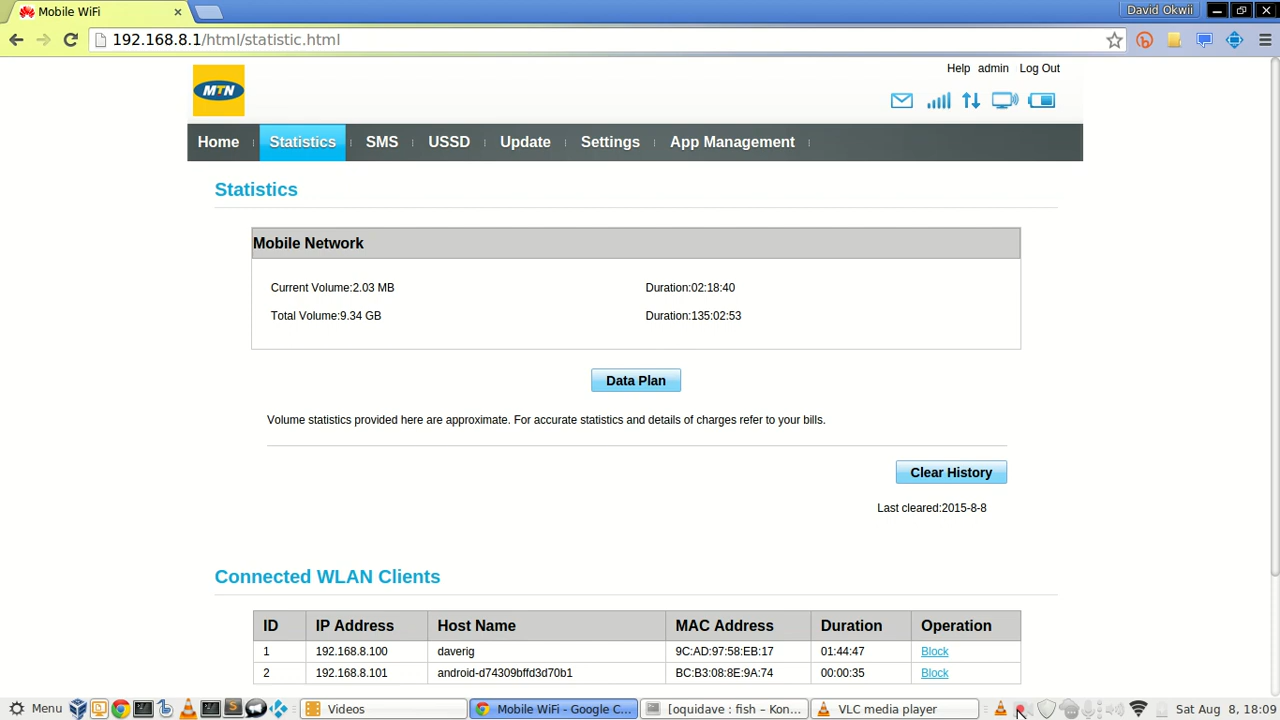 Mobile WiFi
David Okwii
192.168.8.1/html/statistic.html
Help admin Log Out
MTN
Home Statistics SMS USSD Update Settings App Management
Statistics
Mobile Network
Current Volume:2.03 MB Duration:02:18:40
Total Volume:9.34 GB Duration:135:02:53
Data Plan
Volume statistics provided here are approximate. For accurate statistics and details of charges refer to your bills.
Clear History
Last cleared:2015-8-8
Connected WLAN Clients
ID IP Address Host Name MAC Address Duration Operation
1 192.168.8.100 daverig 9C:AD:97:58:EB:17 01:44:47 Block
2 192.168.8.101 android-d74309bffd3d70b1 BC:B3:08:8E:9A:74 00:00:35 Block
Menu Videos Mobile WiFi - Google C... [oquidave : fish – Kon... VLC media player Sat Aug 8, 18:09